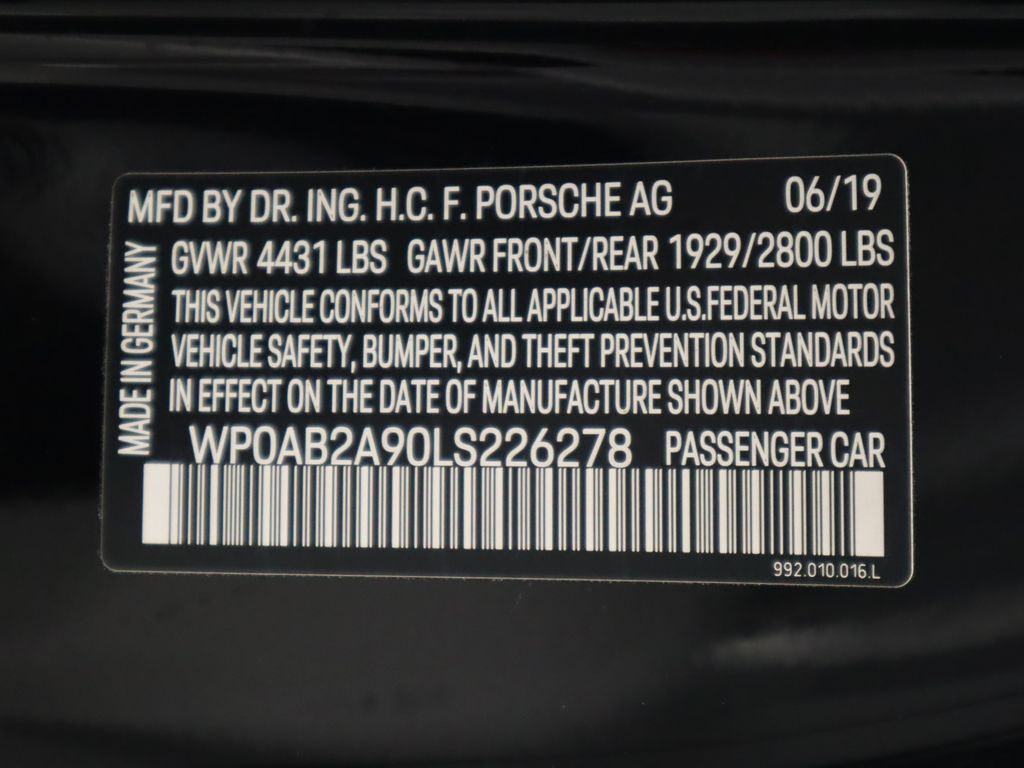 MFD BY DR. ING. H.C. F. PORSCHE AG 06/19
MADE IN GERMANY
GVWR 4431 LBS GAWR FRONT/REAR 1929/2800 LBS
THIS VEHICLE CONFORMS TO ALL APPLICABLE U.S.FEDERAL MOTOR
VEHICLE SAFETY, BUMPER, AND THEFT PREVENTION STANDARDS
IN EFFECT ON THE DATE OF MANUFACTURE SHOWN ABOVE
WP0AB2A90LS226278 PASSENGER CAR
992.010.016.L